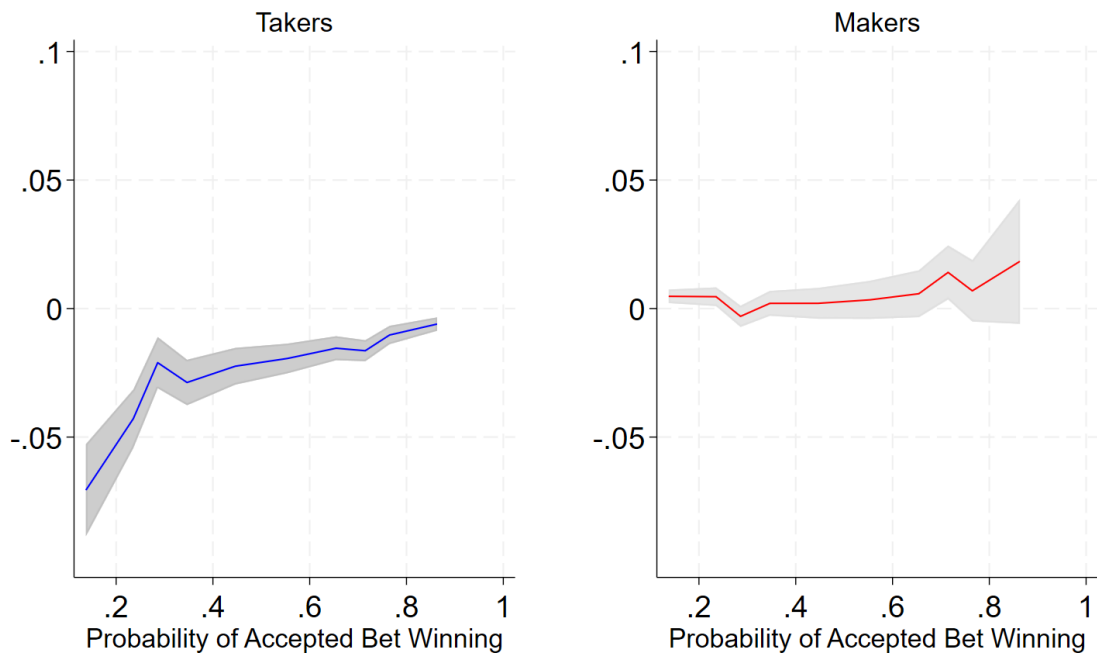 Takers
.1
.05
0
-.05
.2 .4 .6 .8 1
Probability of Accepted Bet Winning
Makers
.1
.05
0
-.05
.2 .4 .6 .8 1
Probability of Accepted Bet Winning